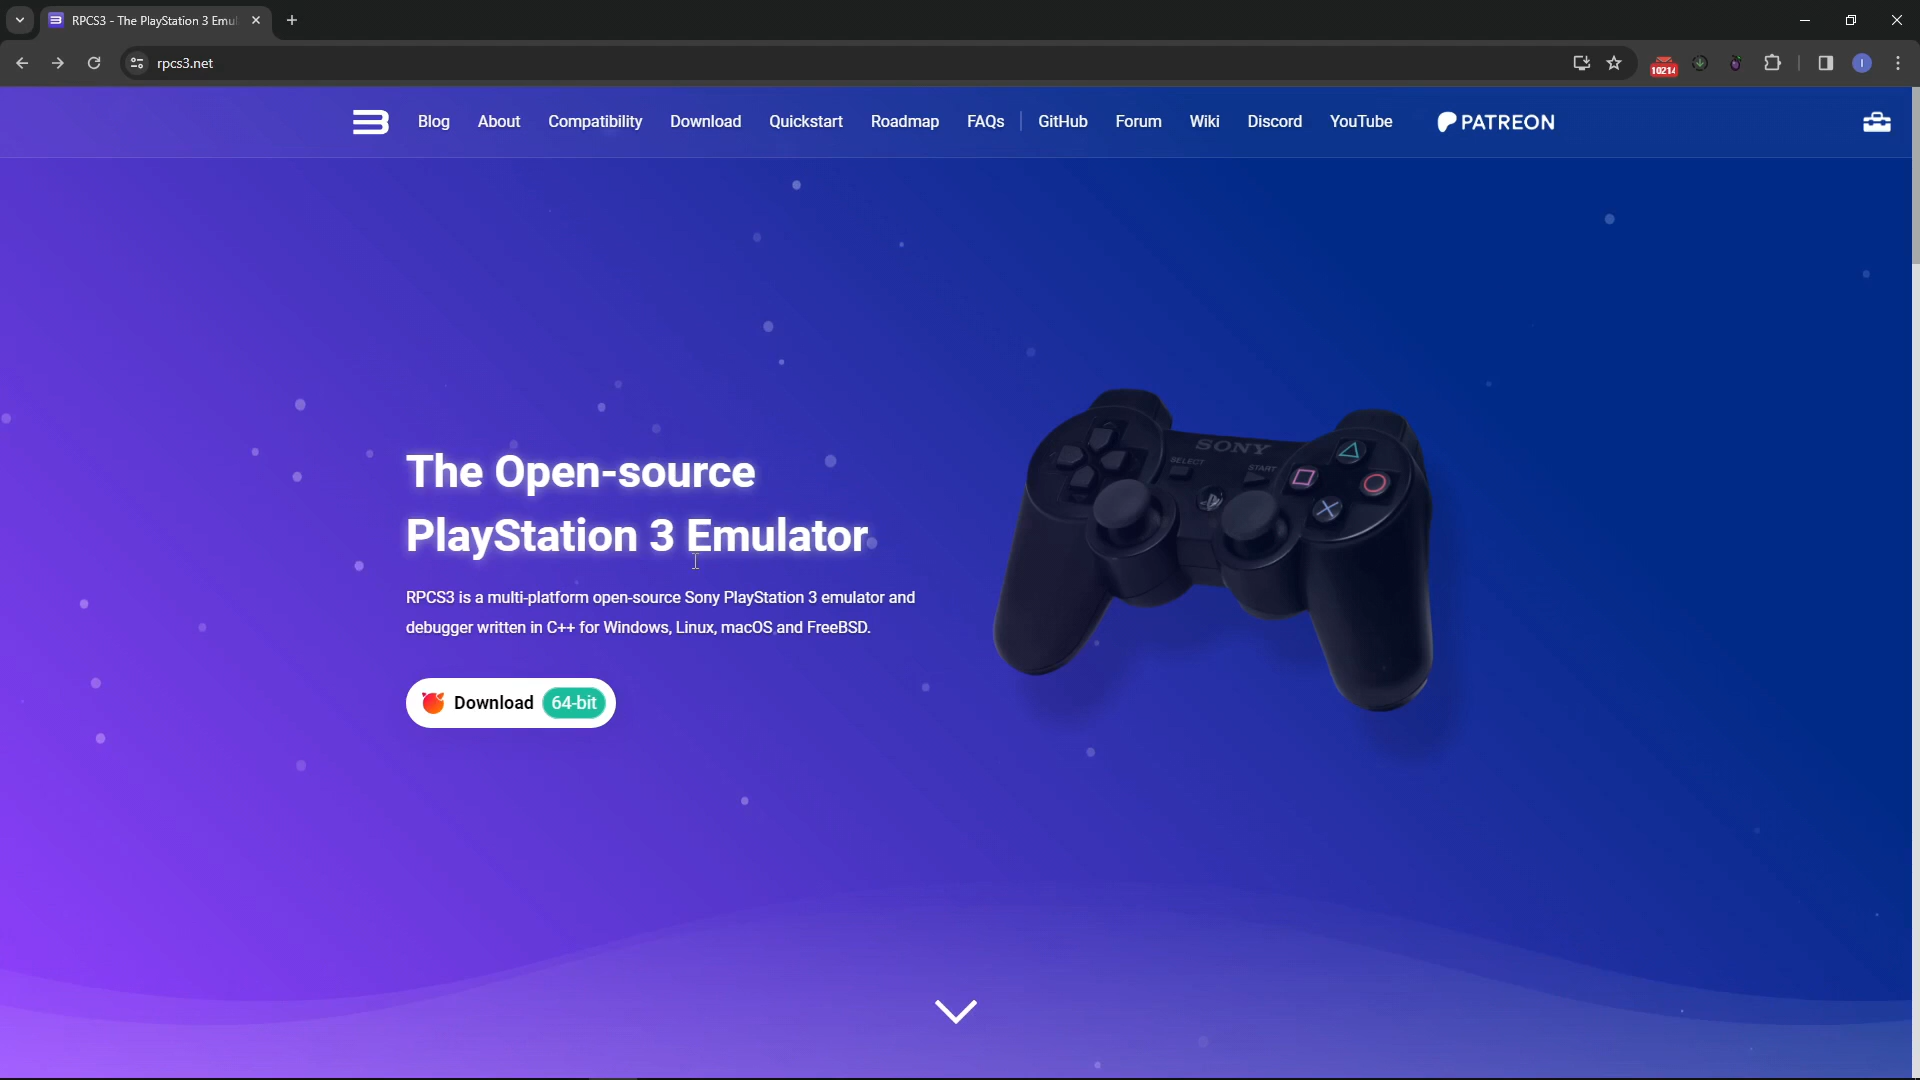 RPCS3 - The PlayStation 3 Emul
rpcs3.net
10214
I
Blog About Compatibility Download Quickstart Roadmap FAQs GitHub Forum Wiki Discord YouTube PATREON
SONY
SELECT
START
The Open-source
PlayStation 3 Emulator
RPCS3 is a multi-platform open-source Sony PlayStation 3 emulator and
debugger written in C++ for Windows, Linux, macOS and FreeBSD.
Download 64-bit